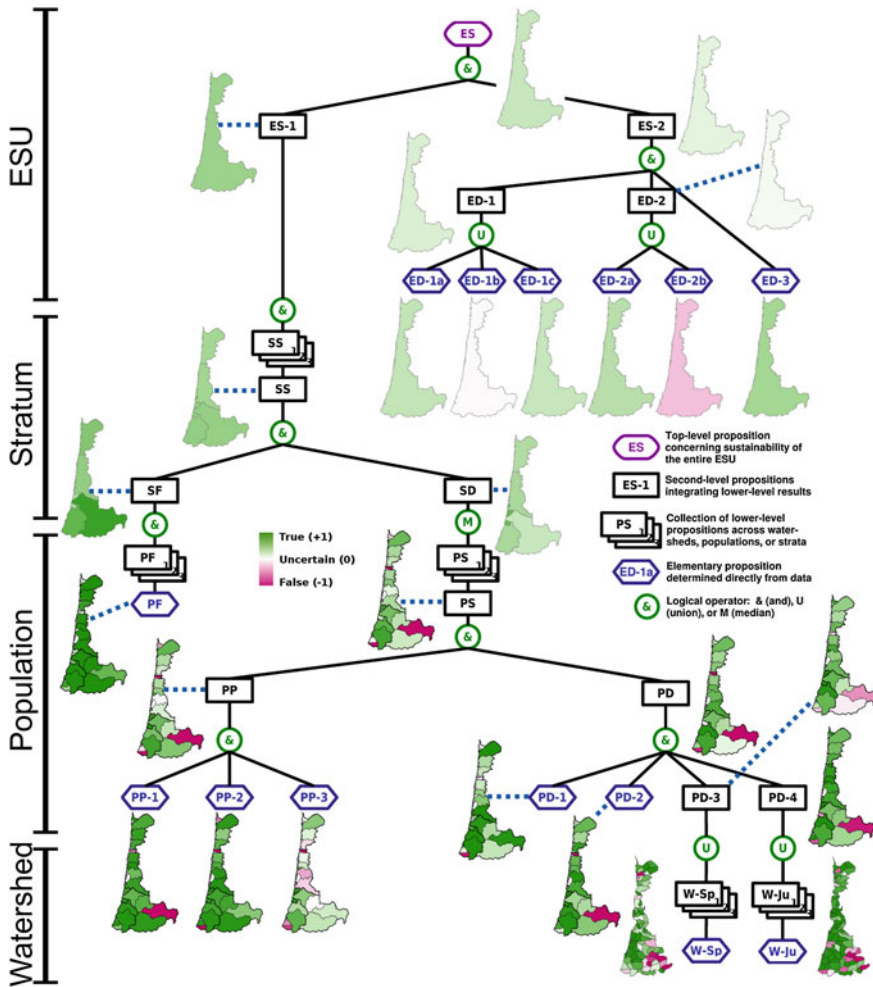 ESU
ES
&
ES-1
ES-2
&
ED-1
ED-2
U
U
ED-1a
ED-1b
ED-1c
ED-2a
ED-2b
ED-3
&
Stratum
SS
SS
&
ES
Top-level proposition
concerning sustainability of
the entire ESU
SF
SD
ES-1
Second-level propositions
integrating lower-level results
&
M
PS
Collection of lower-level
propositions across water-
sheds, populations, or strata
True (+1)
Uncertain (0)
False (-1)
Population
PF
PS
ED-1a
Elementary proposition
determined directly from data
PF
PS
&
Logical operator: & (and), U
(union), or M (median)
&
PP
PD
&
&
PP-1
PP-2
PP-3
PD-1
PD-2
PD-3
PD-4
Watershed
U
U
W-Sp
W-Ju
W-Sp
W-Ju